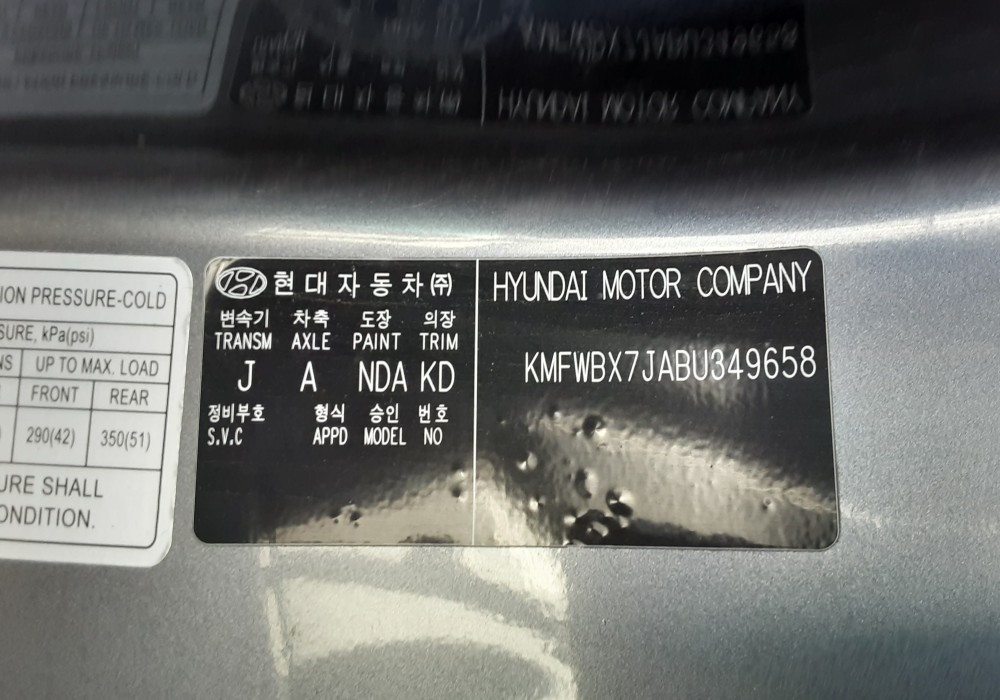 ION PRESSURE-COLD
SURE, kPa(psi)
NS UP TO MAX. LOAD
FRONT REAR
) 290(42) 350(51)
URE SHALL
ONDITION.
현대자동차㈜
변속기 차축 도장 의장
TRANSM AXLE PAINT TRIM
J A NDA KD
정비부호 형식 승인 번호
S.V.C APPD MODEL NO
HYUNDAI MOTOR COMPANY
KMFWBX7JABU349658